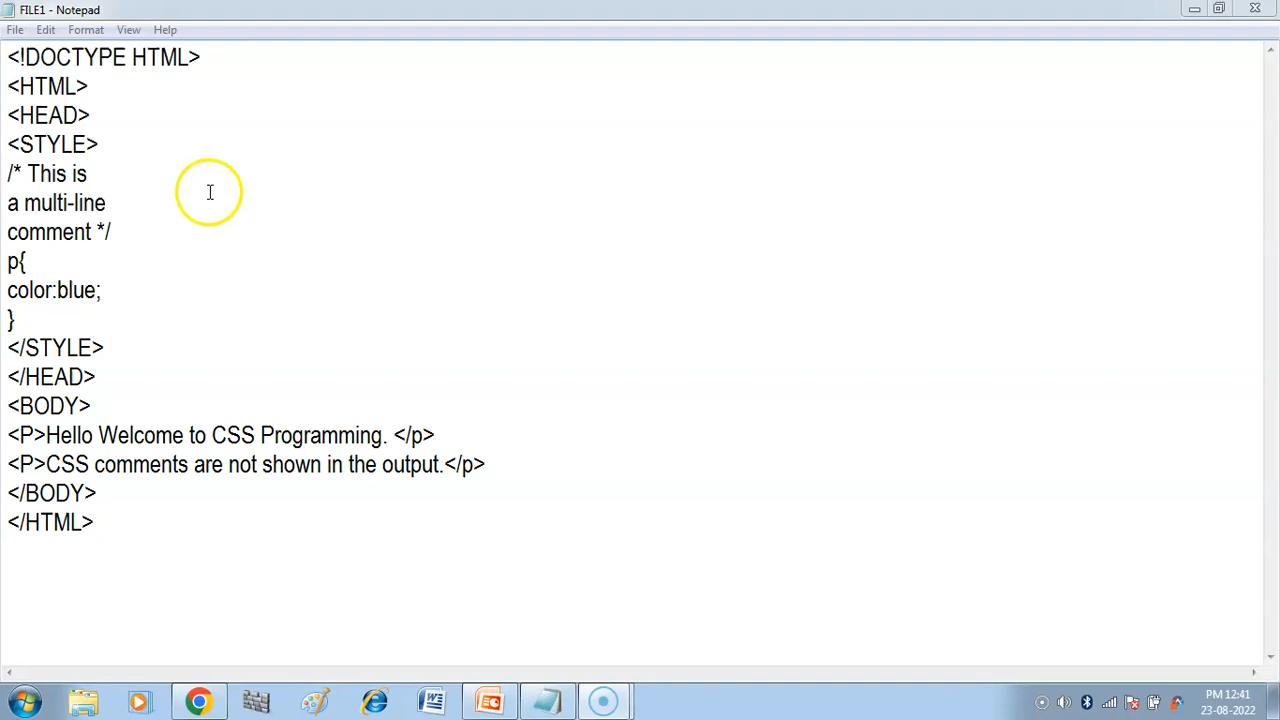 FILE1 - Notepad
File Edit Format View Help
<!DOCTYPE HTML>
<HTML>
<HEAD>
<STYLE>
/* This is
a multi-line
comment */
p{
color:blue;
}
</STYLE>
</HEAD>
<BODY>
<P>Hello Welcome to CSS Programming. </p>
<P>CSS comments are not shown in the output.</p>
</BODY>
</HTML>
PM 12:41
23-08-2022